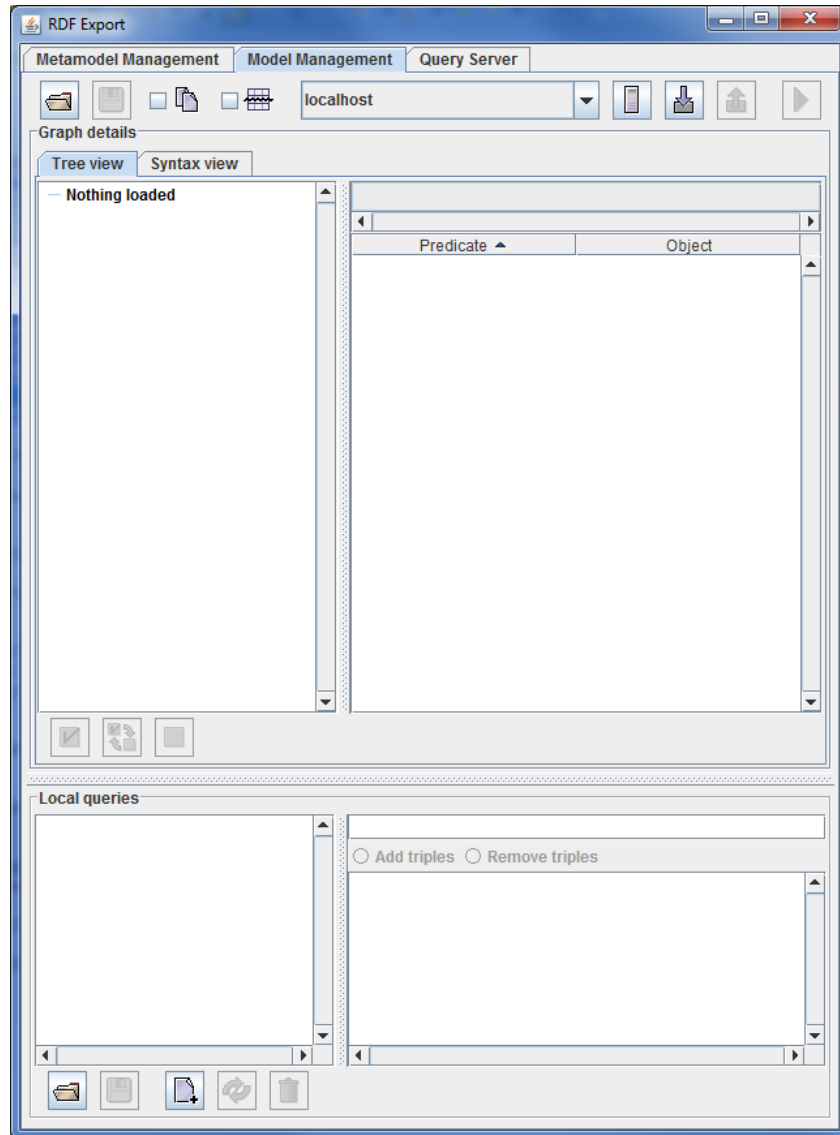 RDF Export
Metamodel Management Model Management Query Server
localhost
Graph details
Tree view Syntax view
Nothing loaded
Predicate Object
Local queries
Add triples Remove triples